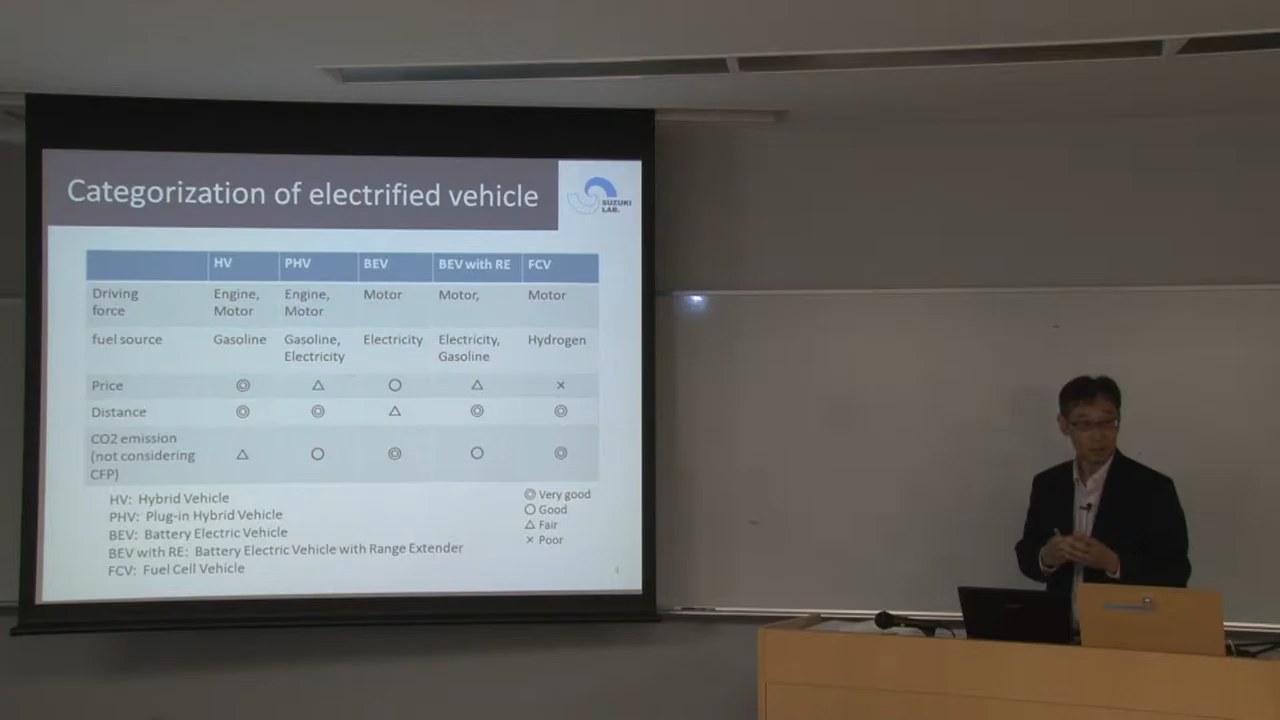 Categorization of electrified vehicle
SUZUKI
LAB.
HV PHV BEV BEV with RE FCV
Driving force Engine, Motor Engine, Motor Motor Motor, Motor
fuel source Gasoline Gasoline, Electricity Electricity Electricity, Gasoline Hydrogen
Price ◎ △ ○ △ ×
Distance ◎ ◎ △ ◎ ◎
CO2 emission (not considering CFP) △ ○ ◎ ○ ◎
HV: Hybrid Vehicle
PHV: Plug-in Hybrid Vehicle
BEV: Battery Electric Vehicle
BEV with RE: Battery Electric Vehicle with Range Extender
FCV: Fuel Cell Vehicle
◎ Very good
○ Good
△ Fair
× Poor